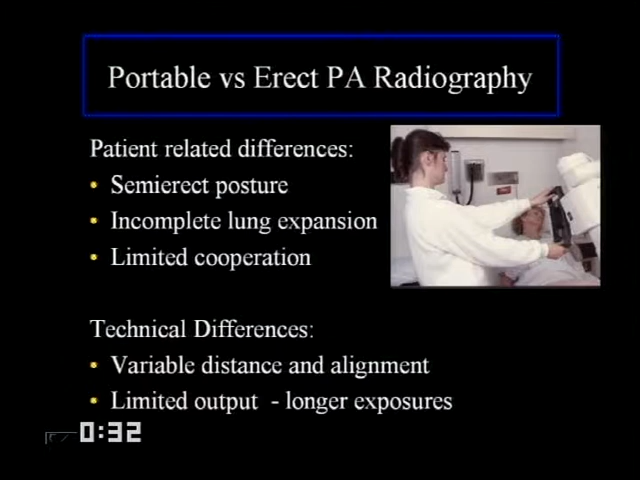 Portable vs Erect PA Radiography
Patient related differences:
• Semierect posture
• Incomplete lung expansion
• Limited cooperation
Technical Differences:
• Variable distance and alignment
• Limited output - longer exposures
0:32